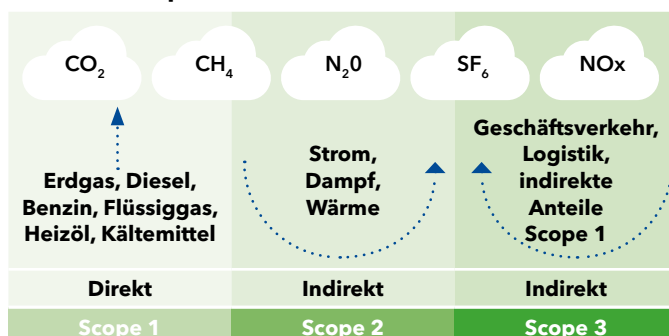 CO₂ CH₄ N₂0 SF₆ NOx
Erdgas, Diesel,
Benzin, Flüssiggas,
Heizöl, Kältemittel
Strom,
Dampf,
Wärme
Geschäftsverkehr,
Logistik,
indirekte
Anteile
Scope 1
Direkt Indirekt Indirekt
Scope 1 Scope 2 Scope 3